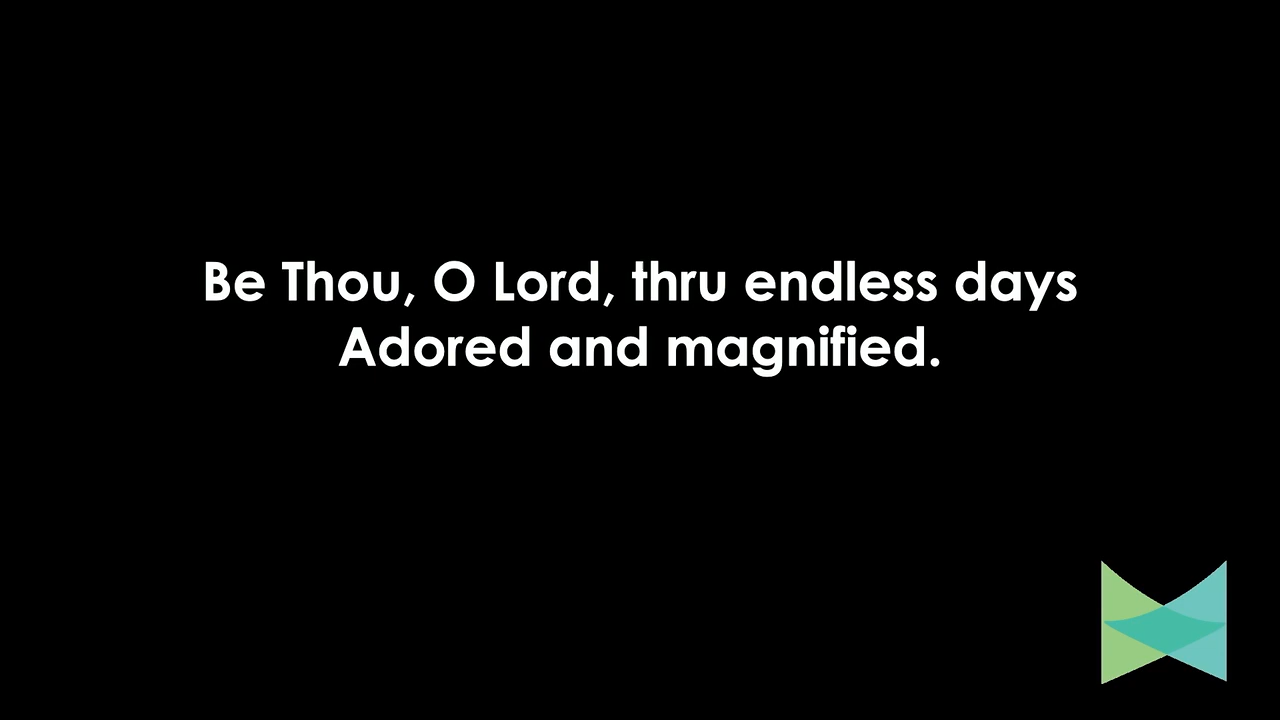 Be Thou, O Lord, thru endless days
Adored and magnified.